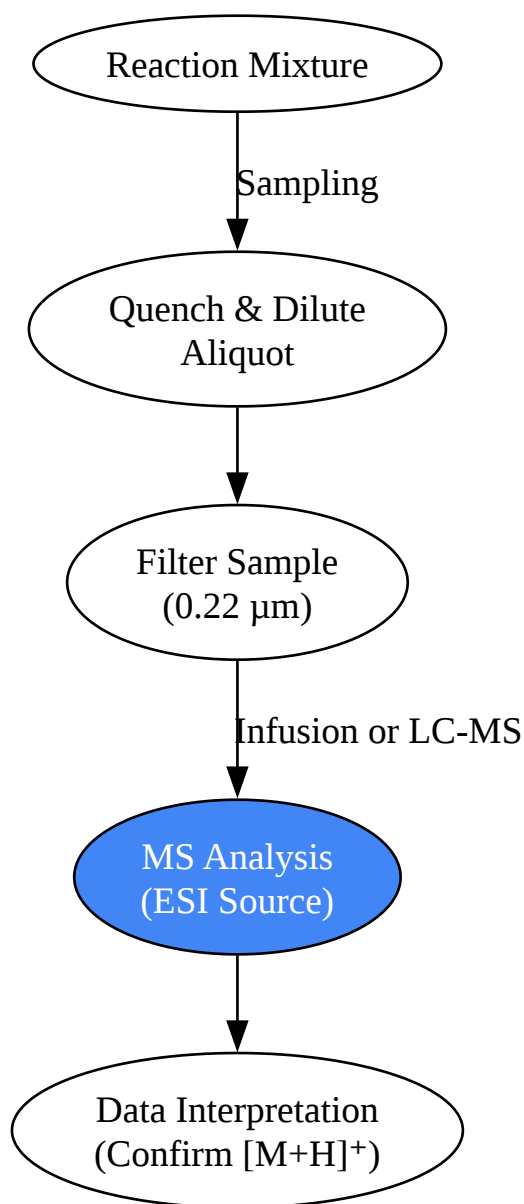 Reaction Mixture
Sampling
Quench & Dilute
Aliquot
Filter Sample
(0.22 µm)
Infusion or LC-MS
MS Analysis
(ESI Source)
Data Interpretation
(Confirm [M+H]⁺)